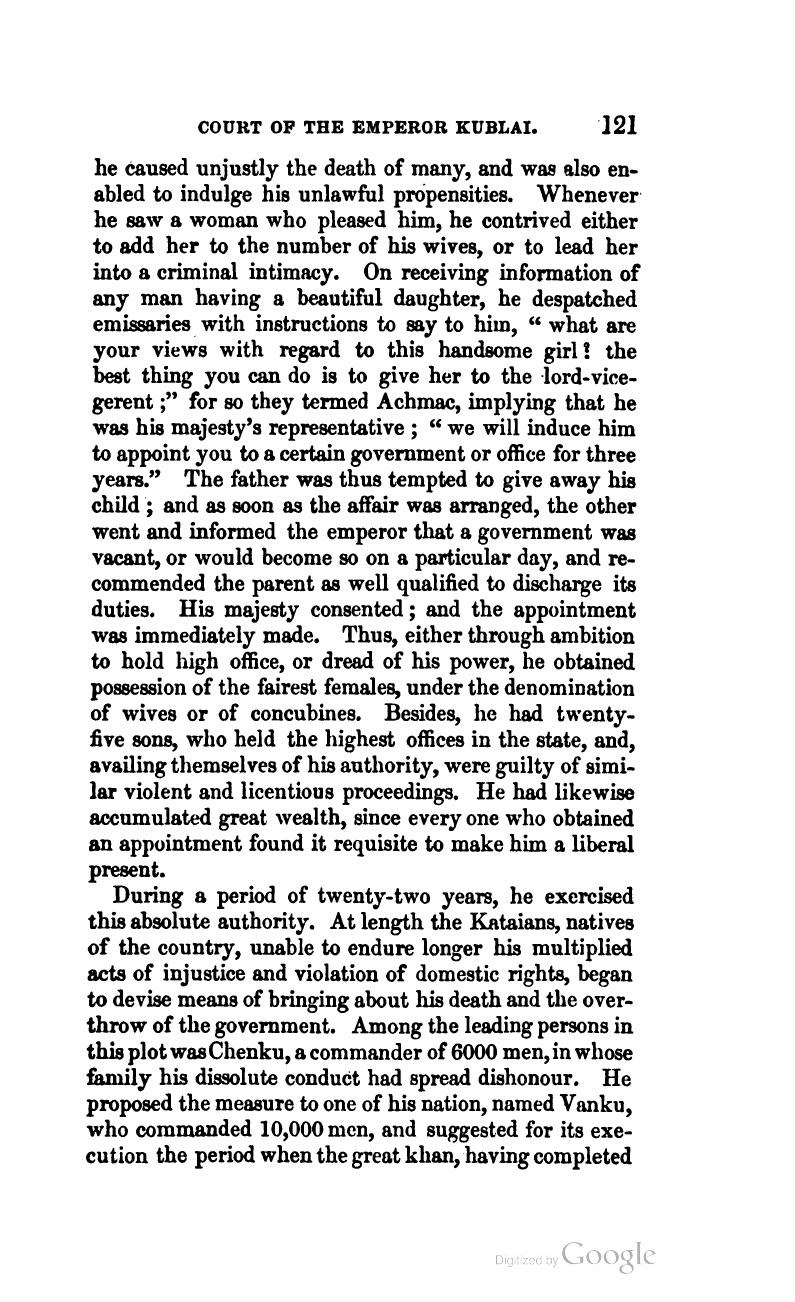 COURT OF THE EMPEROR KUBLAI. 121
he caused unjustly the death of many, and was also en-
abled to indulge his unlawful propensities. Whenever
he saw a woman who pleased him, he contrived either
to add her to the number of his wives, or to lead her
into a criminal intimacy. On receiving information of
any man having a beautiful daughter, he despatched
emissaries with instructions to say to him, “ what are
your views with regard to this handsome girl? the
best thing you can do is to give her to the lord-vice-
gerent ;” for so they termed Achmac, implying that he
was his majesty’s representative ; “ we will induce him
to appoint you to a certain government or office for three
years.” The father was thus tempted to give away his
child ; and as soon as the affair was arranged, the other
went and informed the emperor that a government was
vacant, or would become so on a particular day, and re-
commended the parent as well qualified to discharge its
duties. His majesty consented ; and the appointment
was immediately made. Thus, either through ambition
to hold high office, or dread of his power, he obtained
possession of the fairest females, under the denomination
of wives or of concubines. Besides, he had twenty-
five sons, who held the highest offices in the state, and,
availing themselves of his authority, were guilty of simi-
lar violent and licentious proceedings. He had likewise
accumulated great wealth, since every one who obtained
an appointment found it requisite to make him a liberal
present.
During a period of twenty-two years, he exercised
this absolute authority. At length the Kataians, natives
of the country, unable to endure longer his multiplied
acts of injustice and violation of domestic rights, began
to devise means of bringing about his death and the over-
throw of the government. Among the leading persons in
this plot was Chenku, a commander of 6000 men, in whose
family his dissolute conduct had spread dishonour. He
proposed the measure to one of his nation, named Vanku,
who commanded 10,000 men, and suggested for its exe-
cution the period when the great khan, having completed
Digitized by Google